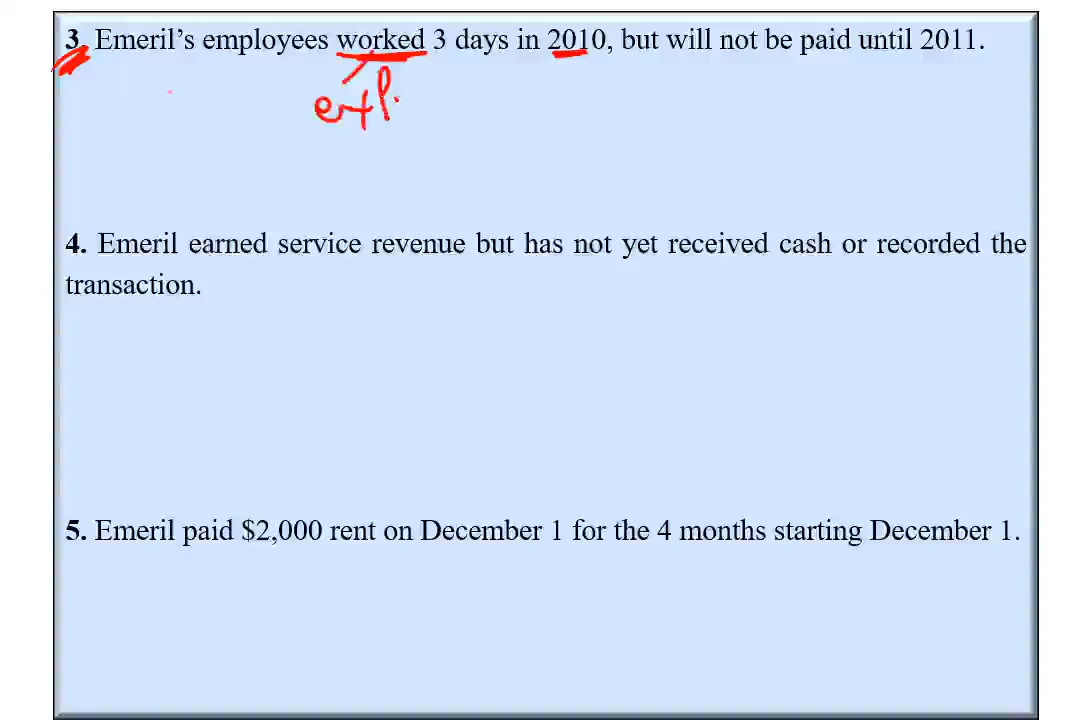 3. Emeril's employees worked 3 days in 2010, but will not be paid until 2011.
exp.
4. Emeril earned service revenue but has not yet received cash or recorded the
transaction.
5. Emeril paid $2,000 rent on December 1 for the 4 months starting December 1.